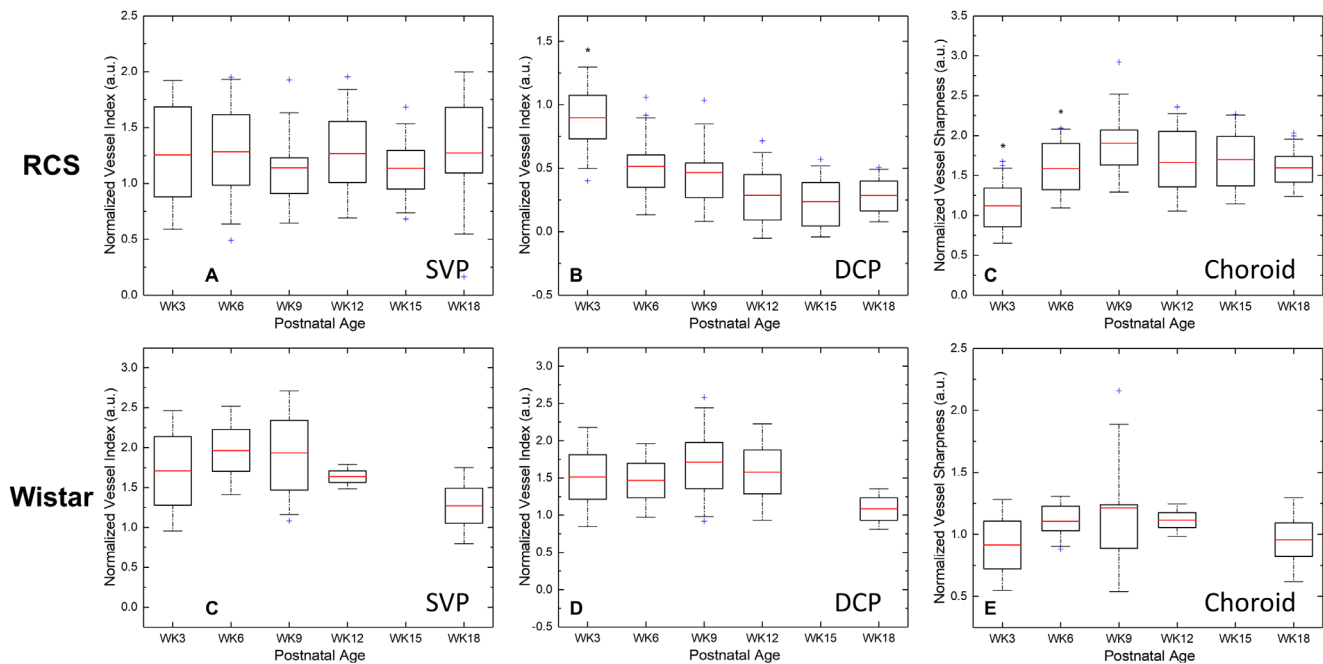 RCS
Normalized Vessel Index (a.u.)
2.5
2.0
1.5
1.0
0.5
0.0
A
SVP
WK3 WK6 WK9 WK12 WK15 WK18
Postnatal Age
Normalized Vessel Index (a.u.)
1.5
1.0
0.5
0.0
-0.5
*
B
DCP
WK3 WK6 WK9 WK12 WK15 WK18
Postnatal Age
Normalized Vessel Sharpness (a.u.)
3.5
3.0
2.5
2.0
1.5
1.0
0.5
0.0
*
*
C
Choroid
WK3 WK6 WK9 WK12 WK15 WK18
Postnatal Age
Wistar
Normalized Vessel Index (a.u.)
3.0
2.5
2.0
1.5
1.0
0.5
0.0
C
SVP
WK3 WK6 WK9 WK12 WK15 WK18
Postnatal Age
Normalized Vessel Index (a.u.)
3.0
2.5
2.0
1.5
1.0
0.5
0.0
-0.5
D
DCP
WK3 WK6 WK9 WK12 WK15 WK18
Postnatal Age
Normalized Vessel Sharpness (a.u.)
2.5
2.0
1.5
1.0
0.5
E
Choroid
WK3 WK6 WK9 WK12 WK15 WK18
Postnatal Age